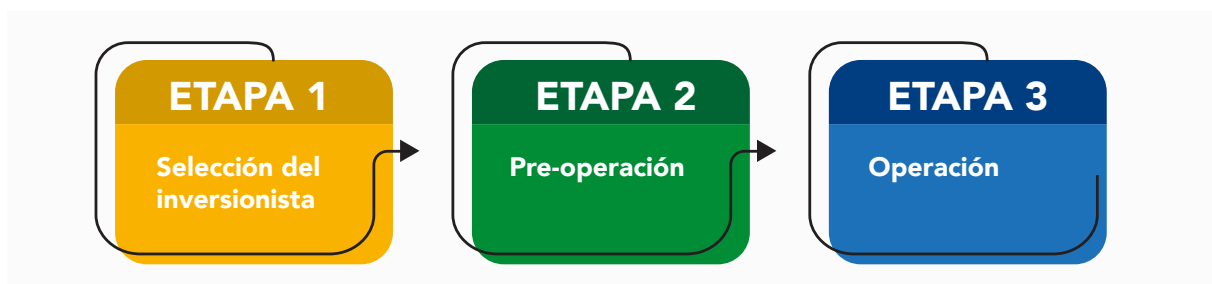 ETAPA 1
Selección del
inversionista
ETAPA 2
Pre-operación
ETAPA 3
Operación